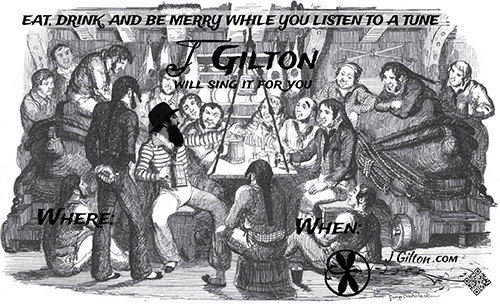 Eat, drink, and be merry while you listen to a tune
J Gilton
will sing it for you
Where:
When:
J Gilton.com